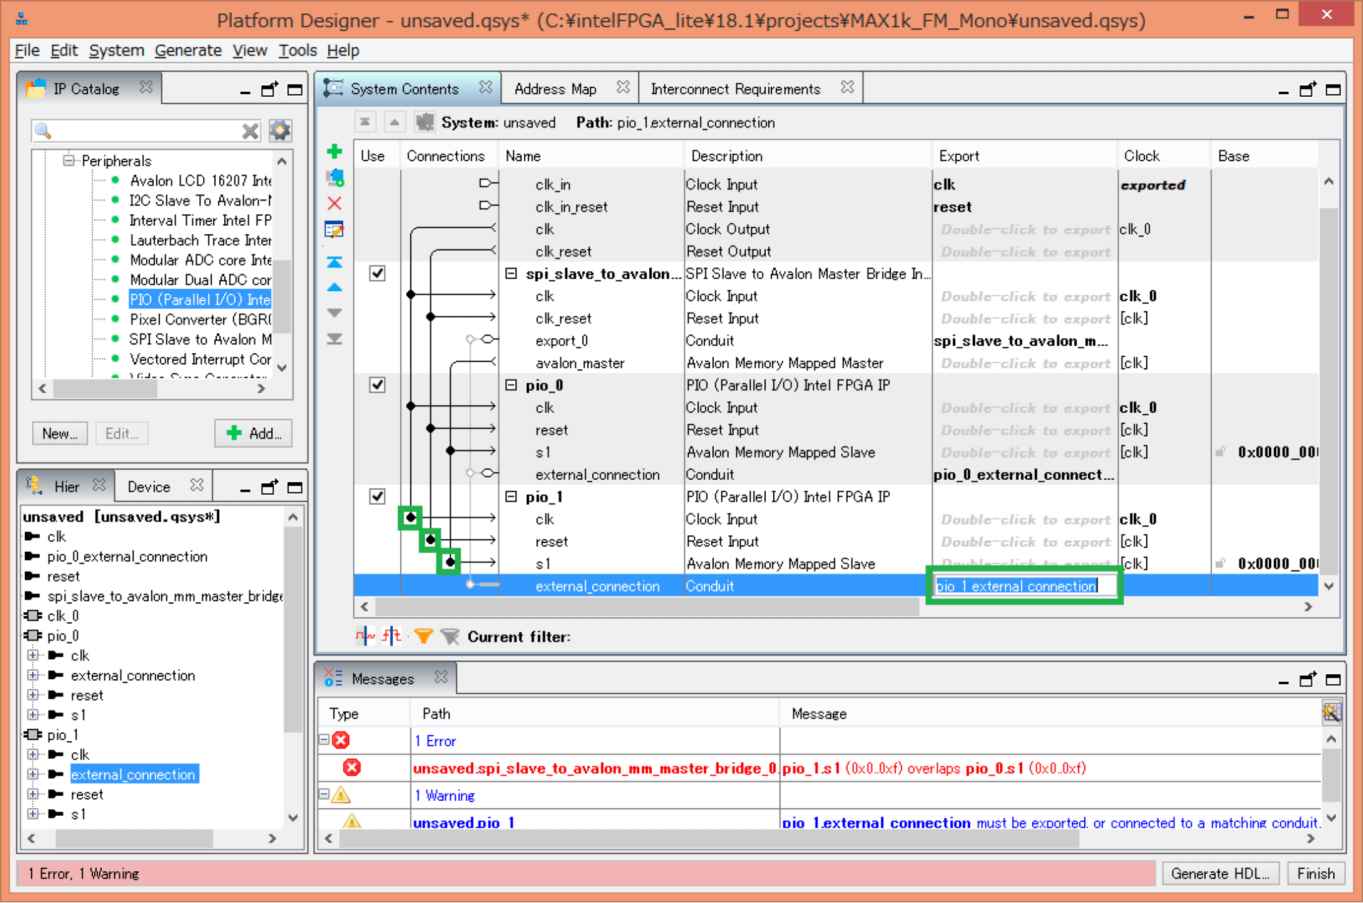 Platform Designer - unsaved.qsys* (C:¥intelFPGA_lite¥18.1¥projects¥MAX1k_FM_Mono¥unsaved.qsys)
File Edit System Generate View Tools Help
IP Catalog
Peripherals
Avalon LCD 16207 Inte
I2C Slave To Avalon-
Interval Timer Intel FP
Lauterbach Trace Inter
Modular ADC core Inte
Modular Dual ADC cor
PIO (Parallel I/O) Inte
Pixel Converter (BGR(
SPI Slave to Avalon M
Vectored Interrupt Cor
New... Edit... Add...
Hier Device
unsaved [unsaved.qsys*]
clk
pio_0_external_connection
reset
spi_slave_to_avalon_mm_master_bridge
clk_0
pio_0
clk
external_connection
reset
s1
pio_1
clk
external_connection
reset
s1
System Contents Address Map Interconnect Requirements
System: unsaved Path: pio_1.external_connection
Use Connections Name Description Export Clock Base
clk_in Clock Input clk exported
clk_in_reset Reset Input reset
clk Clock Output Double-click to export clk_0
clk_reset Reset Output Double-click to export
spi_slave_to_avalon... SPI Slave to Avalon Master Bridge In...
clk Clock Input Double-click to export clk_0
clk_reset Reset Input Double-click to export [clk]
export_0 Conduit spi_slave_to_avalon_m...
avalon_master Avalon Memory Mapped Master Double-click to export [clk]
pio_0 PIO (Parallel I/O) Intel FPGA IP
clk Clock Input Double-click to export clk_0
reset Reset Input Double-click to export [clk]
s1 Avalon Memory Mapped Slave Double-click to export [clk] 0x0000_00
external_connection Conduit pio_0_external_connect...
pio_1 PIO (Parallel I/O) Intel FPGA IP
clk Clock Input Double-click to export clk_0
reset Reset Input Double-click to export [clk]
s1 Avalon Memory Mapped Slave Double-click to export [clk] 0x0000_00
external_connection Conduit pio_1_external_connection
Current filter:
Messages
Type Path Message
1 Error
unsaved.spi_slave_to_avalon_mm_master_bridge_0. pio_1.s1 (0x0..0xf) overlaps pio_0.s1 (0x0..0xf)
1 Warning
unsaved.pio_1 pio_1.external_connection must be exported, or connected to a matching conduit.
1 Error, 1 Warning
Generate HDL... Finish